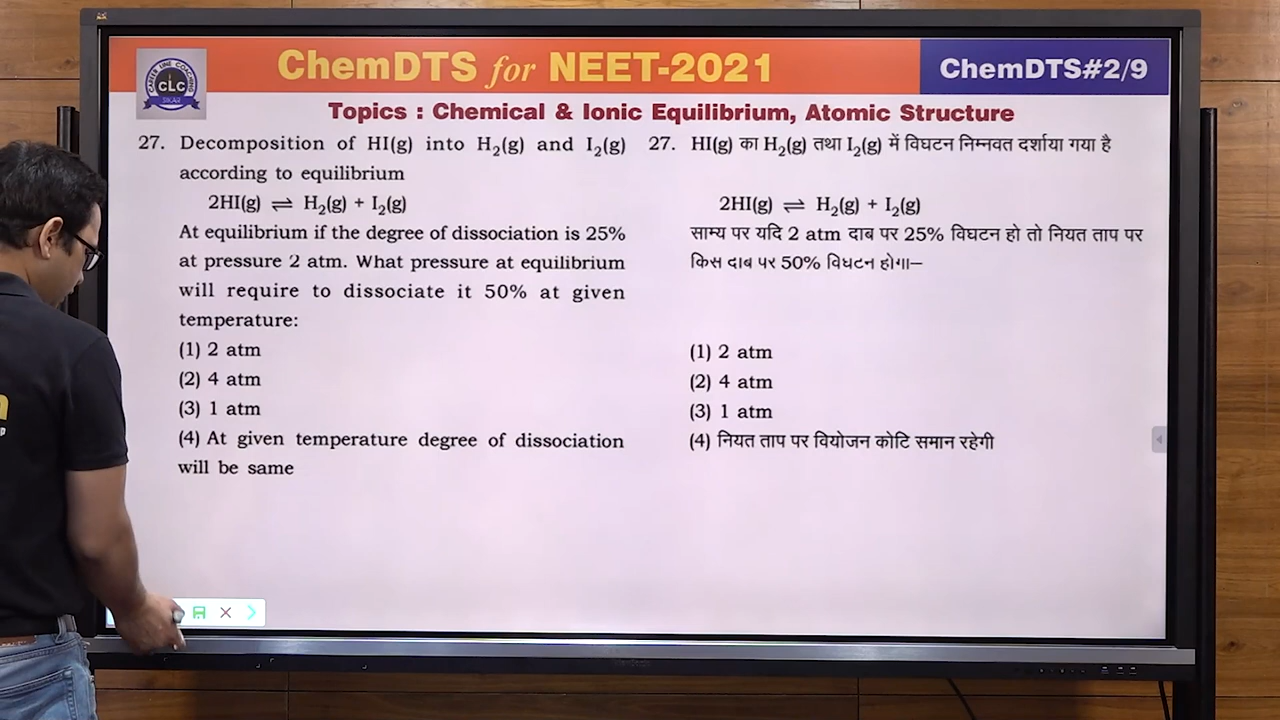 ChemDTS for NEET-2021
ChemDTS#2/9
CAREER LINE COACHING
CLC
SIKAR
Topics : Chemical & Ionic Equilibrium, Atomic Structure
27. Decomposition of HI(g) into H₂(g) and I₂(g)
according to equilibrium
2HI(g) ⇌ H₂(g) + I₂(g)
At equilibrium if the degree of dissociation is 25%
at pressure 2 atm. What pressure at equilibrium
will require to dissociate it 50% at given
temperature:
(1) 2 atm
(2) 4 atm
(3) 1 atm
(4) At given temperature degree of dissociation
will be same
27. HI(g) का H₂(g) तथा I₂(g) में विघटन निम्नवत दर्शाया गया है
2HI(g) ⇌ H₂(g) + I₂(g)
साम्य पर यदि 2 atm दाब पर 25% विघटन हो तो नियत ताप पर
किस दाब पर 50% विघटन होगा–
(1) 2 atm
(2) 4 atm
(3) 1 atm
(4) नियत ताप पर वियोजन कोटि समान रहेगी